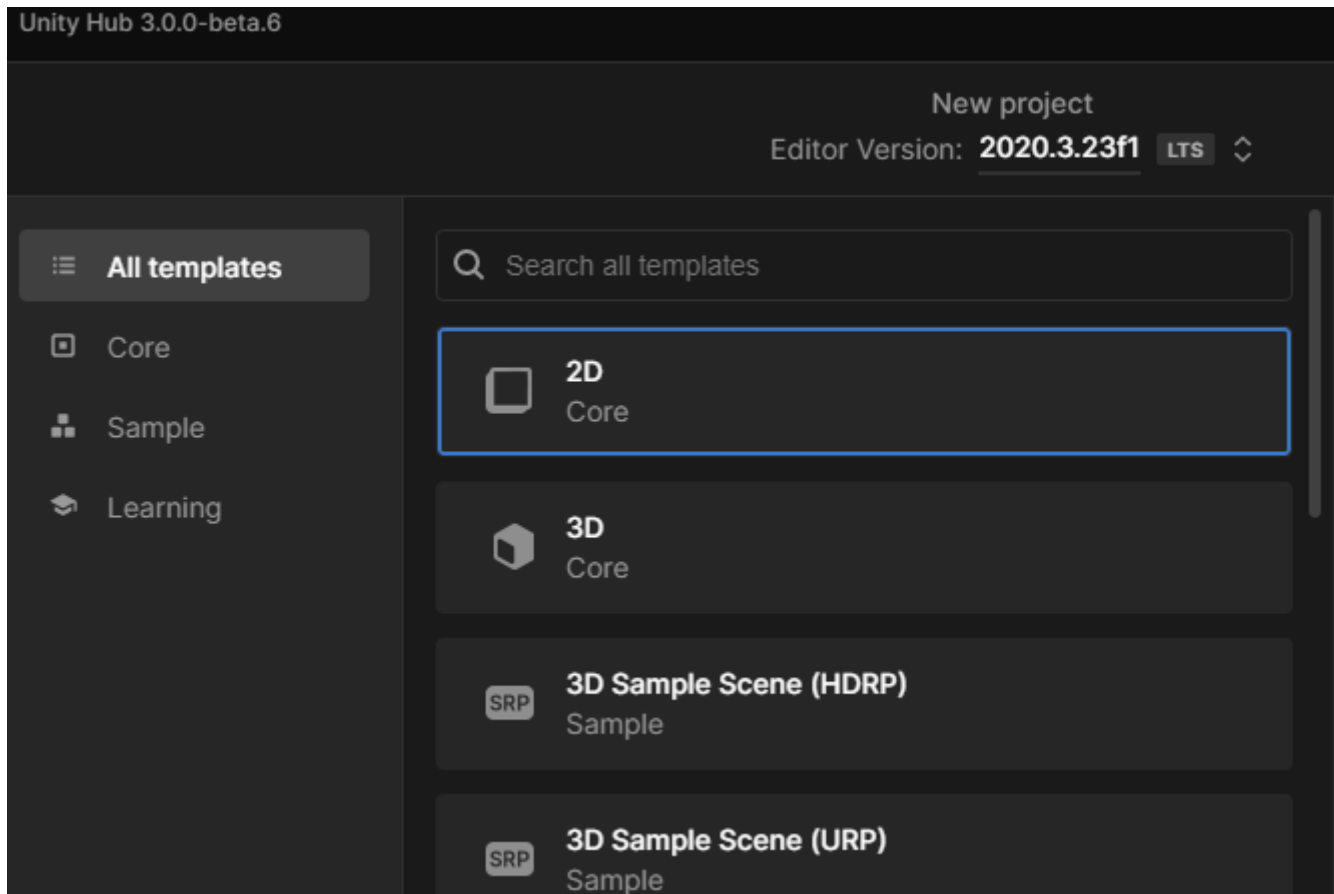 Unity Hub 3.0.0-beta.6
New project
Editor Version: 2020.3.23f1 LTS
All templates
Core
Sample
Learning
Search all templates
2D
Core
3D
Core
SRP
3D Sample Scene (HDRP)
Sample
SRP
3D Sample Scene (URP)
Sample